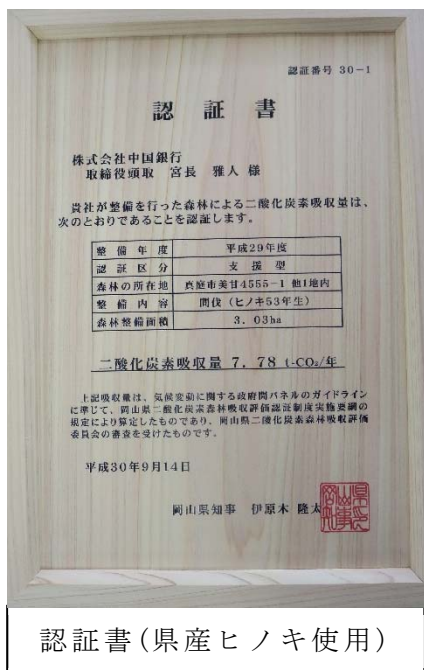 認証番号 30-1
認証書
株式会社中国銀行
取締役頭取 宮長 雅人 様
貴社が整備を行った森林による二酸化炭素吸収量は、
次のとおりであることを認証します。
整備年度 平成29年度
認証区分 支援型
森林の所在地 真庭市美甘4555-1 他1地内
整備内容 間伐(ヒノキ53年生)
森林整備面積 3.03ha
二酸化炭素吸収量 7.78 t-CO₂/年
上記吸収量は、気候変動に関する政府間パネルのガイドライン
に準じて、岡山県二酸化炭素森林吸収評価認証制度実施要綱の
規定により算定したものであり、岡山県二酸化炭素森林吸収評価
委員会の審査を受けたものです。
平成30年9月14日
岡山県知事 伊原木 隆太
認証書(県産ヒノキ使用)